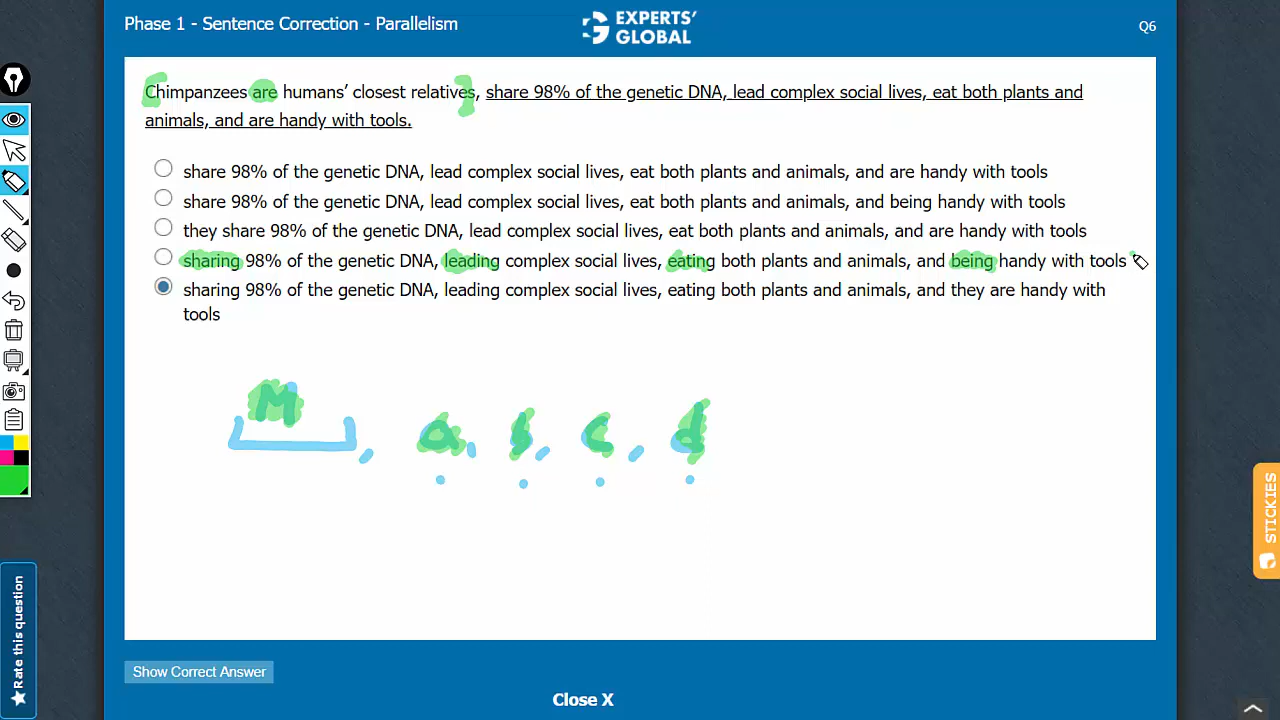 Phase 1 - Sentence Correction - Parallelism
EXPERTS'
GLOBAL
Q6
Chimpanzees are humans' closest relatives, share 98% of the genetic DNA, lead complex social lives, eat both plants and
animals, and are handy with tools.
share 98% of the genetic DNA, lead complex social lives, eat both plants and animals, and are handy with tools
share 98% of the genetic DNA, lead complex social lives, eat both plants and animals, and being handy with tools
they share 98% of the genetic DNA, lead complex social lives, eat both plants and animals, and are handy with tools
sharing 98% of the genetic DNA, leading complex social lives, eating both plants and animals, and being handy with tools
sharing 98% of the genetic DNA, leading complex social lives, eating both plants and animals, and they are handy with
tools
M
, a, b, c, d
STICKIES
Rate this question
Show Correct Answer
Close X